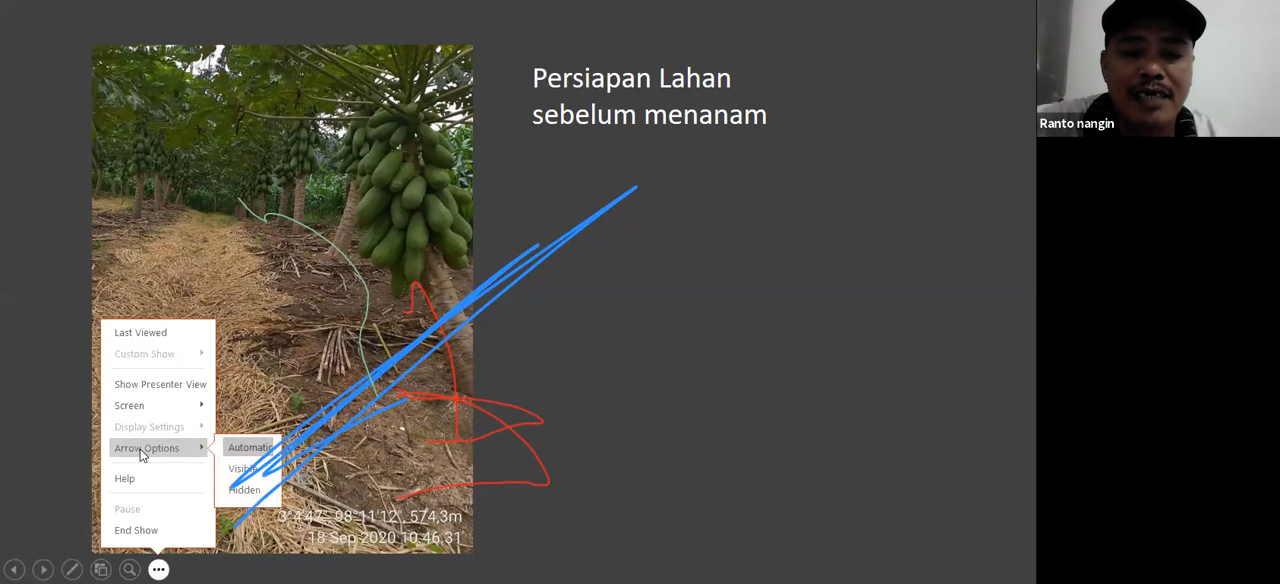 Persiapan Lahan
sebelum menanam
Ranto nangin
Last Viewed
Custom Show
Show Presenter View
Screen
Display Settings
Arrow Options
Help
Pause
End Show
Automatic
Visible
Hidden
3°4'47", 98°11'12", 574,3m
18 Sep 2020 10.46.31